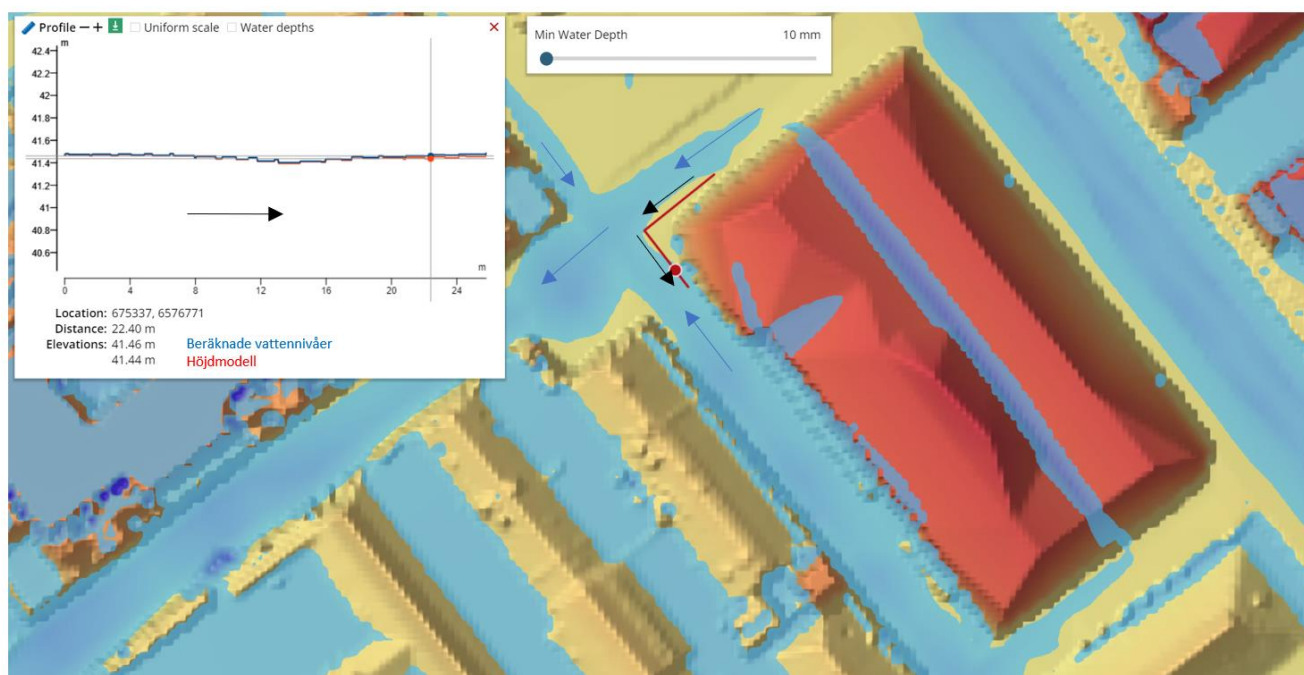 Profile − + Uniform scale Water depths ✕
m
42.4
42.2
42
41.8
41.6
41.4
41.2
41
40.8
40.6
m
0 4 8 12 16 20 24
Location: 675337, 6576771
Distance: 22.40 m
Elevations: 41.46 m Beräknade vattennivåer
41.44 m Höjdmodell
Min Water Depth 10 mm